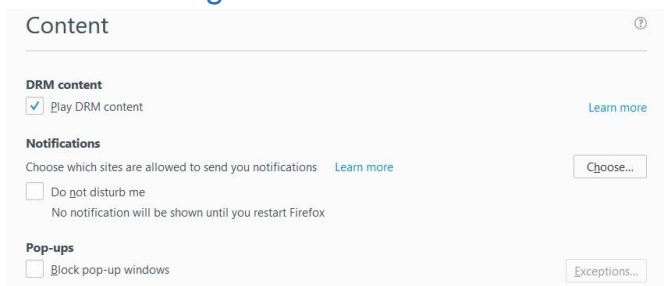 Content
?
DRM content
Play DRM content
Learn more
Notifications
Choose which sites are allowed to send you notifications Learn more Choose...
Do not disturb me
No notification will be shown until you restart Firefox
Pop-ups
Block pop-up windows
Exceptions...